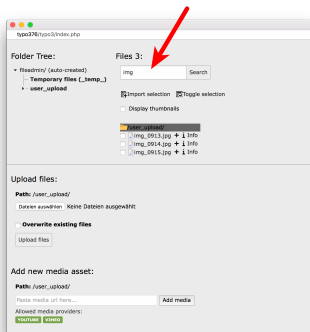 typo376/typo3/index.php
Folder Tree:
Files 3:
fileadmin/ (auto-created)
Temporary files (_temp_)
user_upload
img
Search
Import selection
Toggle selection
Display thumbnails
/user_upload/
img_0913.jpg + i Info
img_0914.jpg + i Info
img_0915.jpg + i Info
Upload files:
Path: /user_upload/
Dateien auswählen Keine Dateien ausgewählt
Overwrite existing files
Upload files
Add new media asset:
Path: /user_upload/
Paste media url here...
Add media
Allowed media providers:
YOUTUBE VIMEO